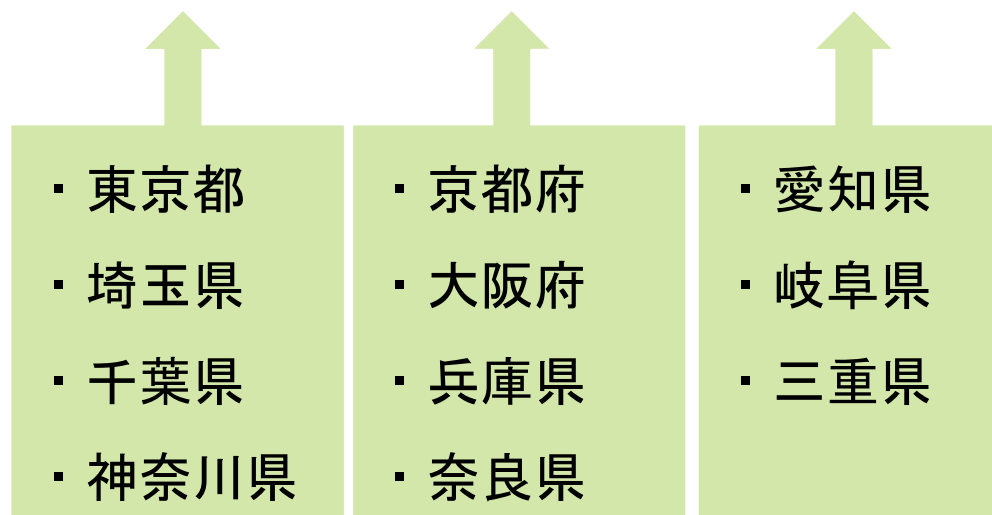 ・東京都
・埼玉県
・千葉県
・神奈川県
・京都府
・大阪府
・兵庫県
・奈良県
・愛知県
・岐阜県
・三重県